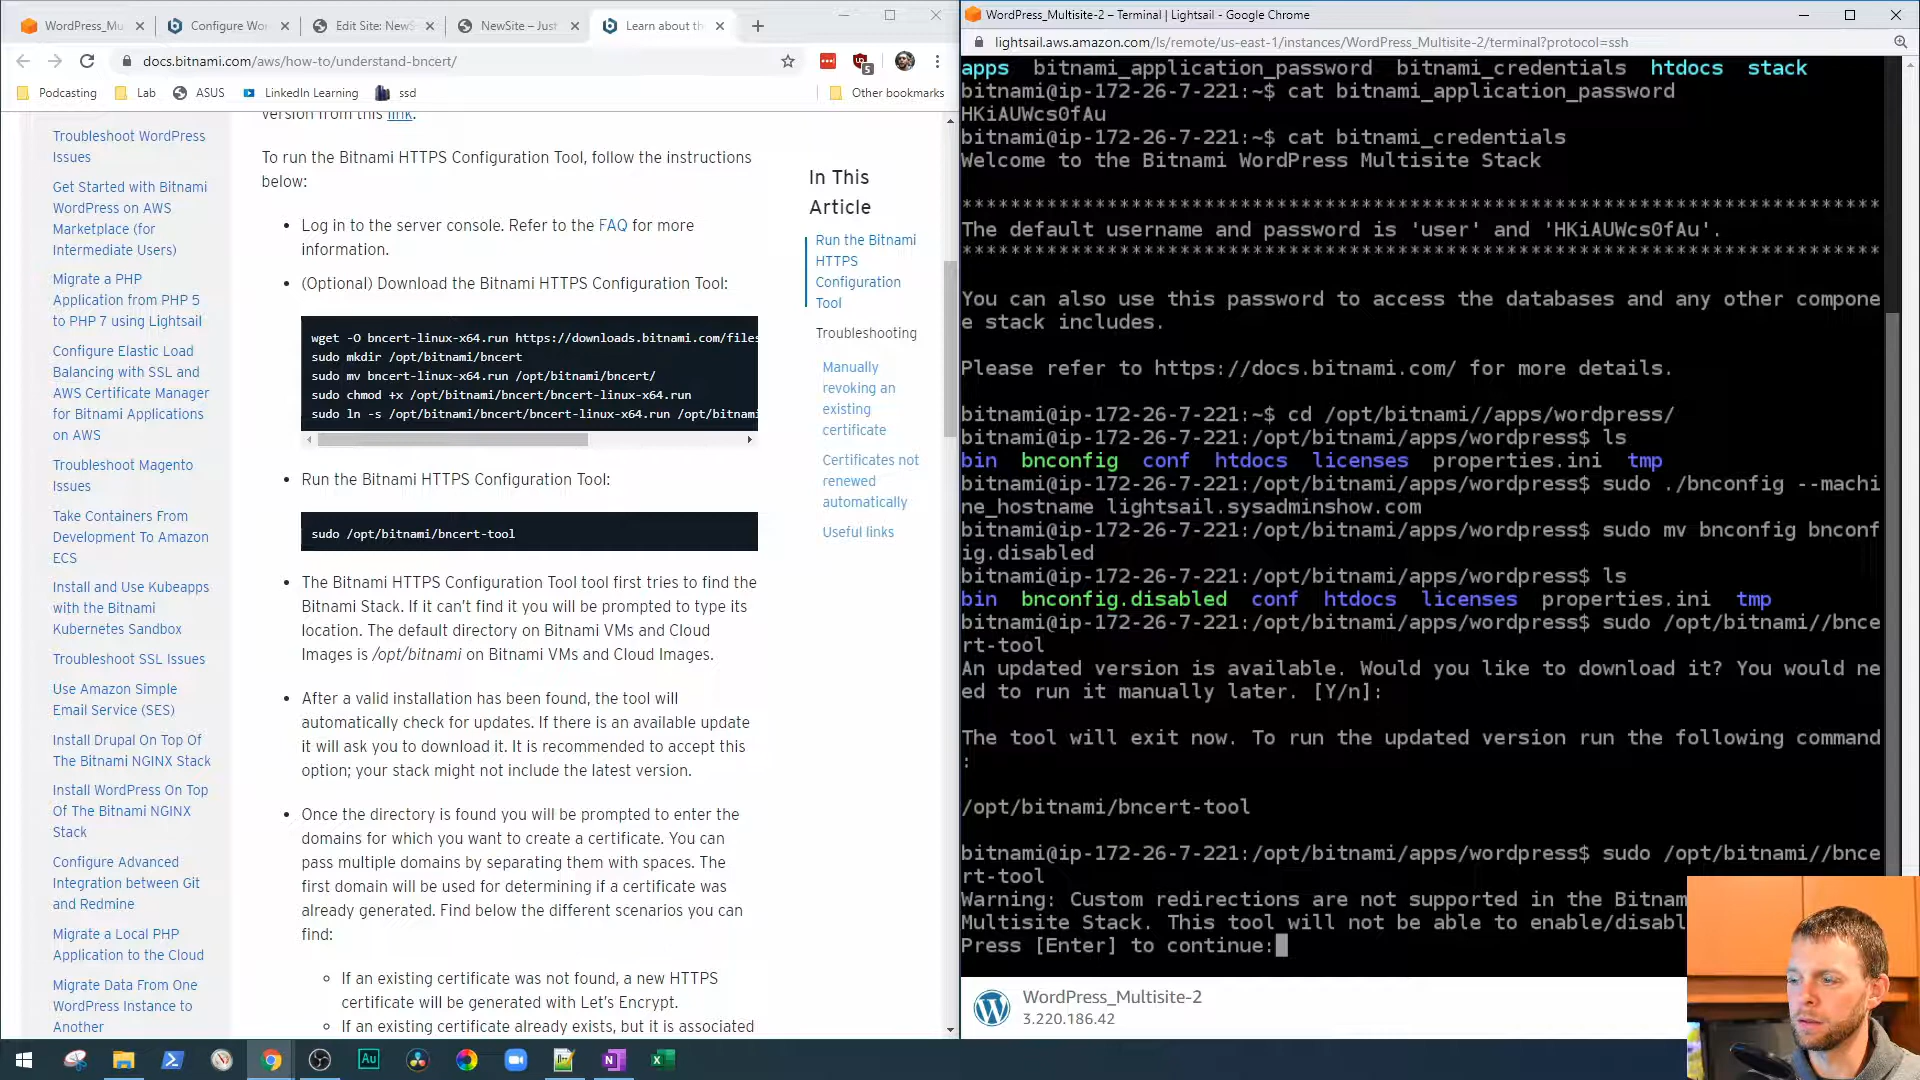 WordPress_Mu
Configure Wor
Edit Site: NewS
NewSite – Just
Learn about th
docs.bitnami.com/aws/how-to/understand-bncert/
5
Podcasting
Lab
ASUS
LinkedIn Learning
ssd
Other bookmarks
Troubleshoot WordPress
Issues
Get Started with Bitnami
WordPress on AWS
Marketplace (for
Intermediate Users)
Migrate a PHP
Application from PHP 5
to PHP 7 using Lightsail
Configure Elastic Load
Balancing with SSL and
AWS Certificate Manager
for Bitnami Applications
on AWS
Troubleshoot Magento
Issues
Take Containers From
Development To Amazon
ECS
Install and Use Kubeapps
with the Bitnami
Kubernetes Sandbox
Troubleshoot SSL Issues
Use Amazon Simple
Email Service (SES)
Install Drupal On Top Of
The Bitnami NGINX Stack
Install WordPress On Top
Of The Bitnami NGINX
Stack
Configure Advanced
Integration between Git
and Redmine
Migrate a Local PHP
Application to the Cloud
Migrate Data From One
WordPress Instance to
Another
version from this link.
To run the Bitnami HTTPS Configuration Tool, follow the instructions
below:
• Log in to the server console. Refer to the FAQ for more
information.
• (Optional) Download the Bitnami HTTPS Configuration Tool:
wget -O bncert-linux-x64.run https://downloads.bitnami.com/files
sudo mkdir /opt/bitnami/bncert
sudo mv bncert-linux-x64.run /opt/bitnami/bncert/
sudo chmod +x /opt/bitnami/bncert/bncert-linux-x64.run
sudo ln -s /opt/bitnami/bncert/bncert-linux-x64.run /opt/bitnami
• Run the Bitnami HTTPS Configuration Tool:
sudo /opt/bitnami/bncert-tool
• The Bitnami HTTPS Configuration Tool tool first tries to find the
Bitnami Stack. If it can't find it you will be prompted to type its
location. The default directory on Bitnami VMs and Cloud
Images is /opt/bitnami on Bitnami VMs and Cloud Images.
• After a valid installation has been found, the tool will
automatically check for updates. If there is an available update
it will ask you to download it. It is recommended to accept this
option; your stack might not include the latest version.
• Once the directory is found you will be prompted to enter the
domains for which you want to create a certificate. You can
pass multiple domains by separating them with spaces. The
first domain will be used for determining if a certificate was
already generated. Find below the different scenarios you can
find:
◦ If an existing certificate was not found, a new HTTPS
certificate will be generated with Let's Encrypt.
◦ If an existing certificate already exists, but it is associated
In This
Article
Run the Bitnami
HTTPS
Configuration
Tool
Troubleshooting
Manually
revoking an
existing
certificate
Certificates not
renewed
automatically
Useful links
WordPress_Multisite-2 – Terminal | Lightsail - Google Chrome
lightsail.aws.amazon.com/ls/remote/us-east-1/instances/WordPress_Multisite-2/terminal?protocol=ssh
apps bitnami_application_password bitnami_credentials htdocs stack
bitnami@ip-172-26-7-221:~$ cat bitnami_application_password
HKiAUWcs0fAu
bitnami@ip-172-26-7-221:~$ cat bitnami_credentials
Welcome to the Bitnami WordPress Multisite Stack
****************************************************************************
The default username and password is 'user' and 'HKiAUWcs0fAu'.
****************************************************************************
You can also use this password to access the databases and any other compone
e stack includes.
Please refer to https://docs.bitnami.com/ for more details.
bitnami@ip-172-26-7-221:~$ cd /opt/bitnami//apps/wordpress/
bitnami@ip-172-26-7-221:/opt/bitnami/apps/wordpress$ ls
bin bnconfig conf htdocs licenses properties.ini tmp
bitnami@ip-172-26-7-221:/opt/bitnami/apps/wordpress$ sudo ./bnconfig --machi
ne_hostname lightsail.sysadminshow.com
bitnami@ip-172-26-7-221:/opt/bitnami/apps/wordpress$ sudo mv bnconfig bnconf
ig.disabled
bitnami@ip-172-26-7-221:/opt/bitnami/apps/wordpress$ ls
bin bnconfig.disabled conf htdocs licenses properties.ini tmp
bitnami@ip-172-26-7-221:/opt/bitnami/apps/wordpress$ sudo /opt/bitnami//bnce
rt-tool
An updated version is available. Would you like to download it? You would ne
ed to run it manually later. [Y/n]:
The tool will exit now. To run the updated version run the following command
:
/opt/bitnami/bncert-tool
bitnami@ip-172-26-7-221:/opt/bitnami/apps/wordpress$ sudo /opt/bitnami//bnce
rt-tool
Warning: Custom redirections are not supported in the Bitnam
Multisite Stack. This tool will not be able to enable/disabl
Press [Enter] to continue:
WordPress_Multisite-2
3.220.186.42
Au